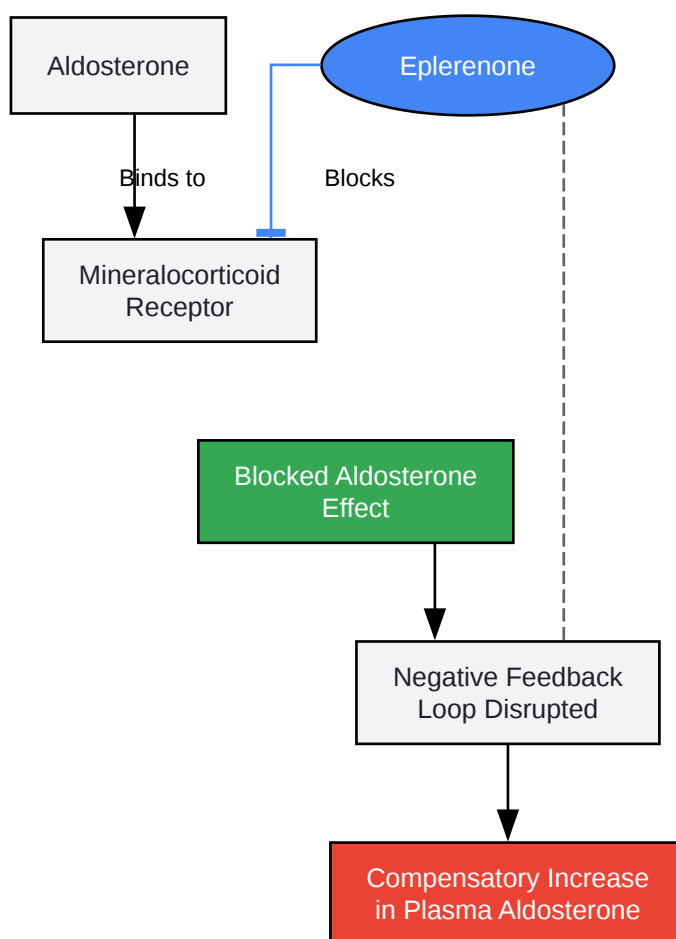 Aldosterone
Eplerenone
Binds to
Blocks
Mineralocorticoid
Receptor
Blocked Aldosterone
Effect
Negative Feedback
Loop Disrupted
Compensatory Increase
in Plasma Aldosterone